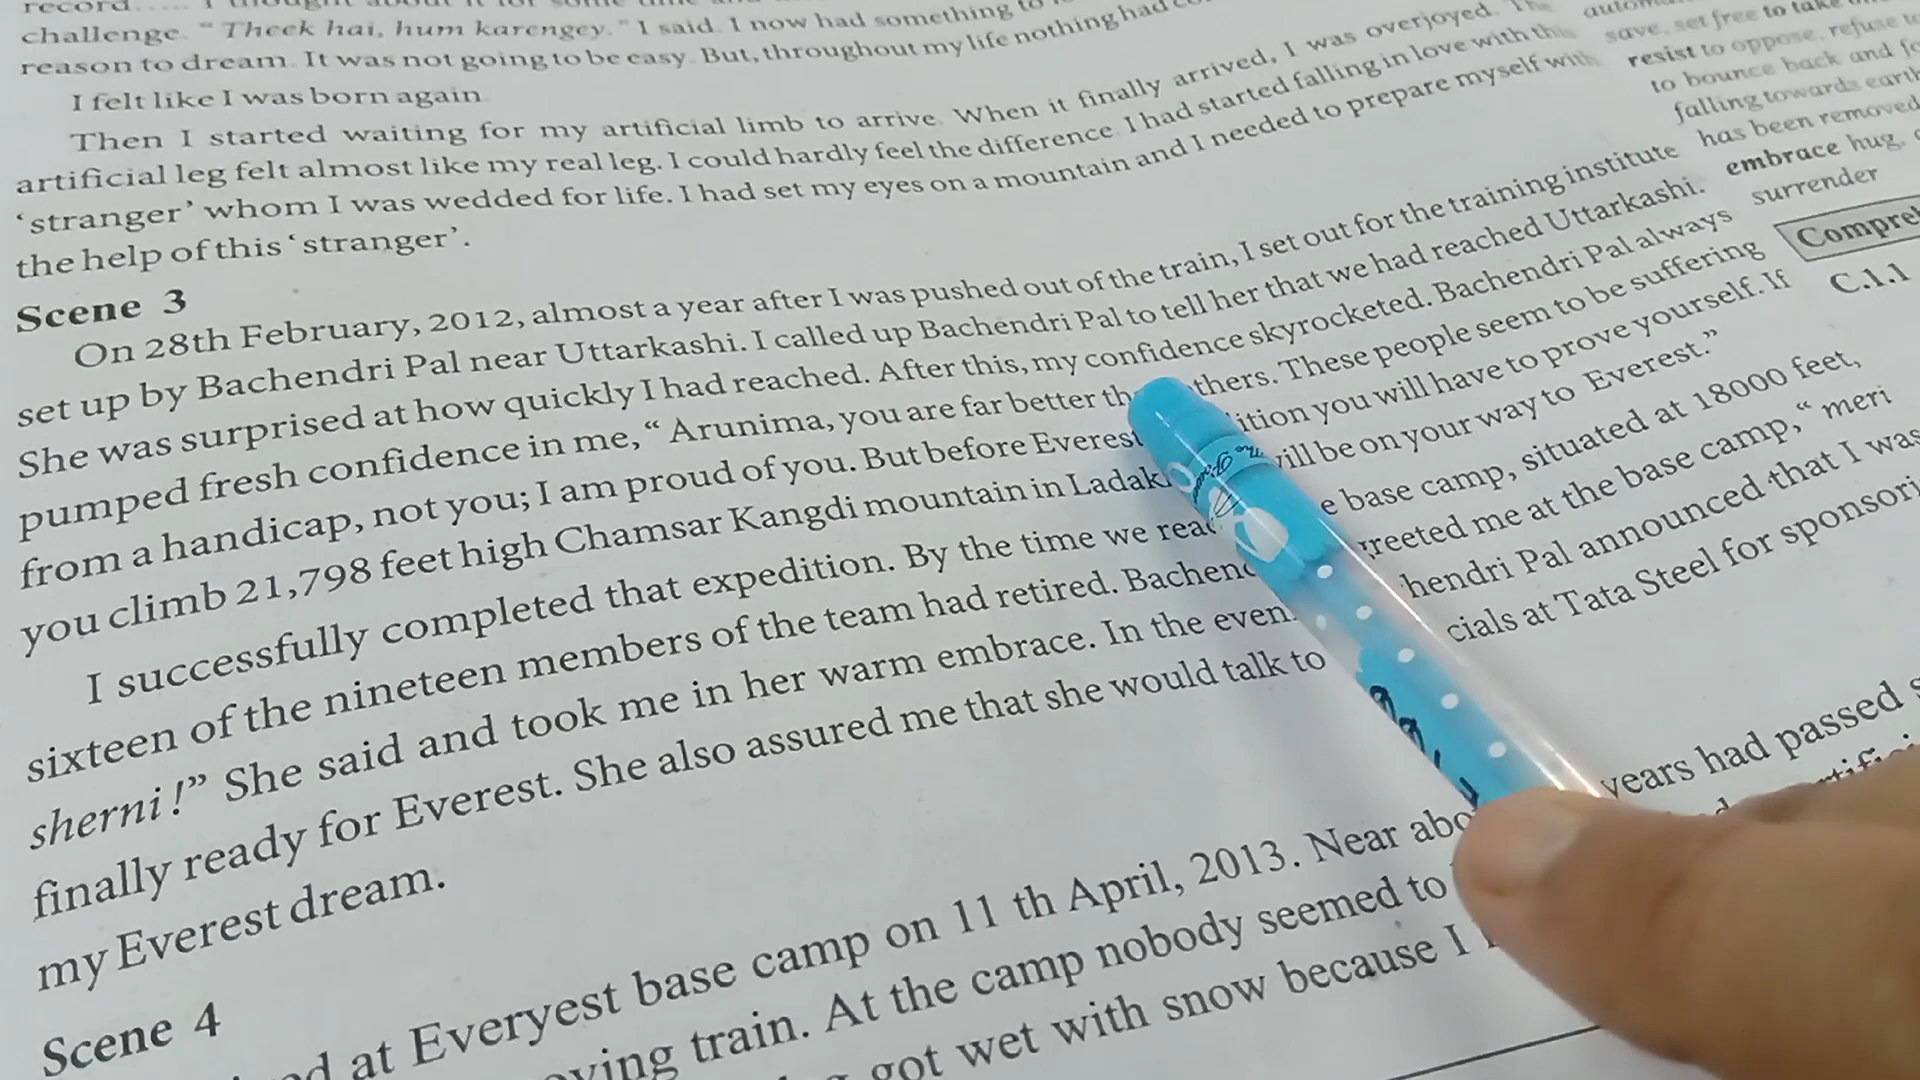 challenge. "Theek hai, hum karengey." I said. I now had something to
reason to dream. It was not going to be easy. But, throughout my life nothing had
I felt like I was born again.
Then I started waiting for my artificial limb to arrive. When it finally arrived, I was overjoyed.
artificial leg felt almost like my real leg. I could hardly feel the difference. I had started falling in love with this
'stranger' whom I was wedded for life. I had set my eyes on a mountain and I needed to prepare myself with
the help of this 'stranger'.
Scene 3
On 28th February, 2012, almost a year after I was pushed out of the train, I set out for the training institute
set up by Bachendri Pal near Uttarkashi. I called up Bachendri Pal to tell her that we had reached Uttarkashi.
She was surprised at how quickly I had reached. After this, my confidence skyrocketed. Bachendri Pal always
pumped fresh confidence in me, "Arunima, you are far better th thers. These people seem to be suffering
from a handicap, not you; I am proud of you. But before Everest ition you will have to prove yourself. If
you climb 21,798 feet high Chamsar Kangdi mountain in Ladak will be on your way to Everest."
I successfully completed that expedition. By the time we reac e base camp, situated at 18000 feet,
sixteen of the nineteen members of the team had retired. Bachend greeted me at the base camp, "meri
sherni!" She said and took me in her warm embrace. In the even hendri Pal announced that I was
finally ready for Everest. She also assured me that she would talk to cials at Tata Steel for sponsori
my Everest dream.
Scene 4
at Everyest base camp on 11 th April, 2013. Near abo years had passed
oving train. At the camp nobody seemed to
got wet with snow because I
save, set free to take
resist to oppose, refuse
to bounce back and
falling towards earth
has been removed
embrace hug,
surrender
Compre
C.1.1